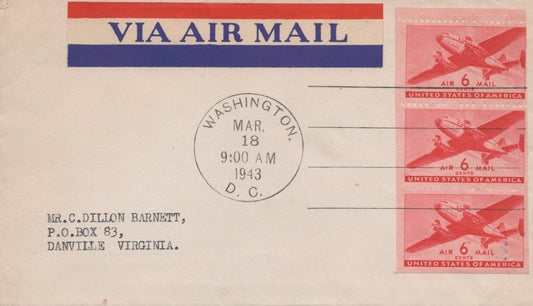 VIA AIR MAIL
WASHINGTON.
MAR.
18
9:00 AM
1943
D. C.
6
CENTS
AIR MAIL
UNITED STATES OF AMERICA
6
CENTS
AIR MAIL
UNITED STATES OF AMERICA
6
CENTS
AIR MAIL
UNITED STATES OF AMERICA
MR.C.DILLON BARNETT,
P.O.BOX 83,
DANVILLE VIRGINIA.